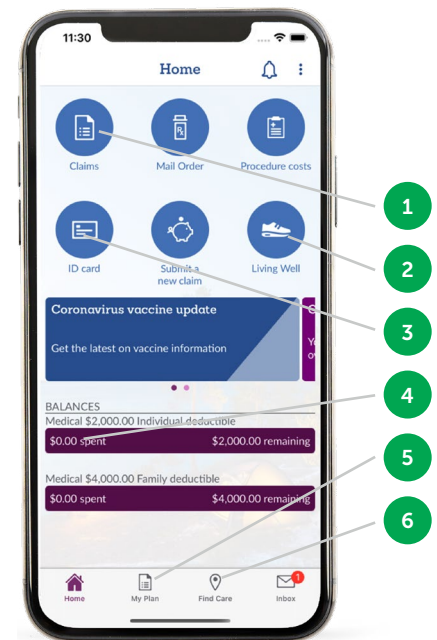 11:30
Home
Claims
Mail Order
Procedure costs
1
ID card
Submit a
new claim
Living Well
2
3
Coronavirus vaccine update
Get the latest on vaccine information
BALANCES
Medical $2,000.00 Individual deductible
$0.00 spent
$2,000.00 remaining
4
Medical $4,000.00 Family deductible
$0.00 spent
$4,000.00 remaining
5
6
Home
My Plan
Find Care
1
Inbox